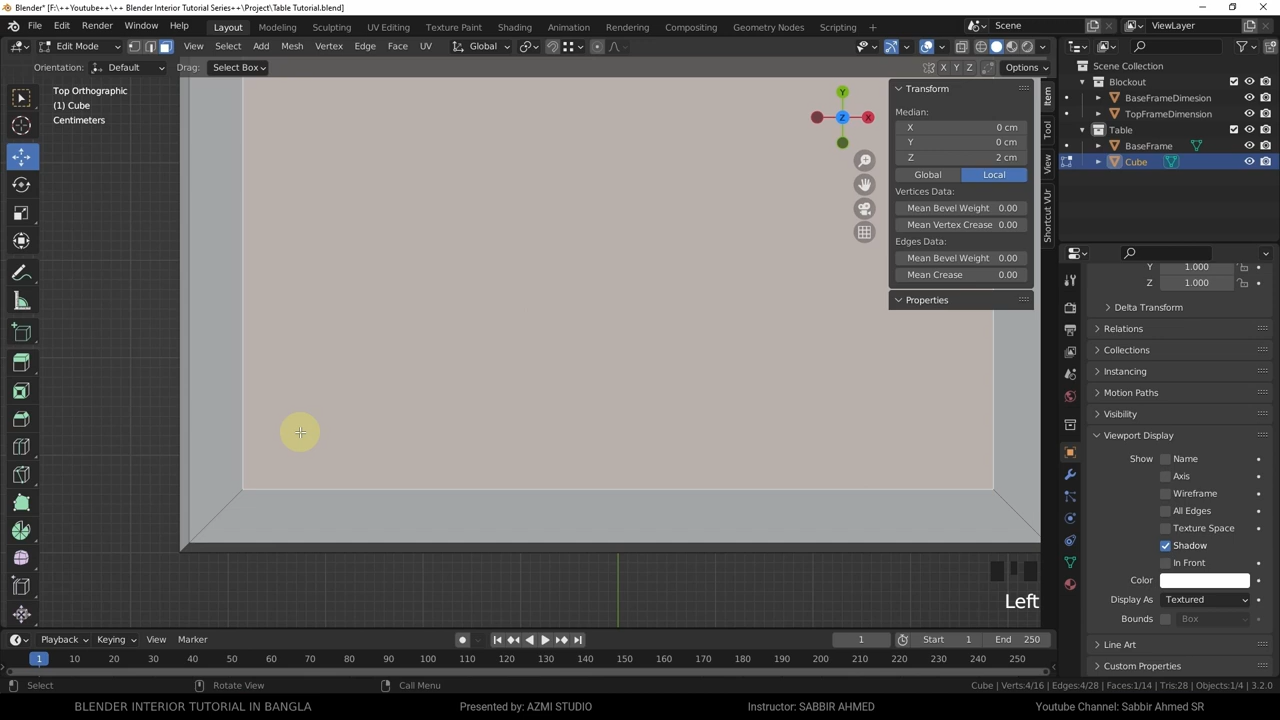 Blender* [F:\++Youtube++\++ Blender Interior Tutorial Series++\Project\Table Tutorial.blend]
File Edit Render Window Help Layout Modeling Sculpting UV Editing Texture Paint Shading Animation Rendering Compositing Geometry Nodes Scripting Scene ViewLayer
Edit Mode View Select Add Mesh Vertex Edge Face UV Global
Orientation: Default Drag: Select Box X Y Z Options
Top Orthographic
(1) Cube
Centimeters
Y
Z
X
Transform
Median:
X 0 cm
Y 0 cm
Z 2 cm
Global Local
Vertices Data:
Mean Bevel Weight 0.00
Mean Vertex Crease 0.00
Edges Data:
Mean Bevel Weight 0.00
Mean Crease 0.00
Properties
Item
Tool
View
Shortcut VUr
Scene Collection
Blockout
BaseFrameDimesion
TopFrameDimension
Table
BaseFrame
Cube
Y 1.000
Z 1.000
Delta Transform
Relations
Collections
Instancing
Motion Paths
Visibility
Viewport Display
Show Name
Axis
Wireframe
All Edges
Texture Space
Shadow
In Front
Color
Display As Textured
Bounds Box
Line Art
Custom Properties
Left
Playback Keying View Marker 1 Start 1 End 250
1 10 20 30 40 50 60 70 80 90 100 110 120 130 140 150 160 170 180 190 200 210 220 230 240 250
Select Rotate View Call Menu Cube | Verts:4/16 | Edges:4/28 | Faces:1/14 | Tris:28 | Objects:1/4 | 3.2.0
BLENDER INTERIOR TUTORIAL IN BANGLA Presented by: AZMI STUDIO Instructor: SABBIR AHMED Youtube Channel: Sabbir Ahmed SR